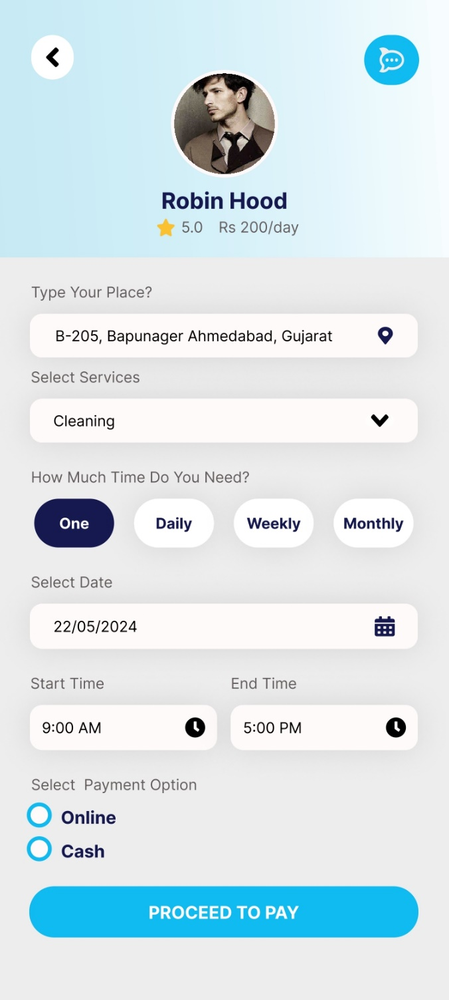 Robin Hood
5.0 Rs 200/day
Type Your Place?
B-205, Bapunager Ahmedabad, Gujarat
Select Services
Cleaning
How Much Time Do You Need?
One Daily Weekly Monthly
Select Date
22/05/2024
Start Time End Time
9:00 AM 5:00 PM
Select Payment Option
Online
Cash
PROCEED TO PAY